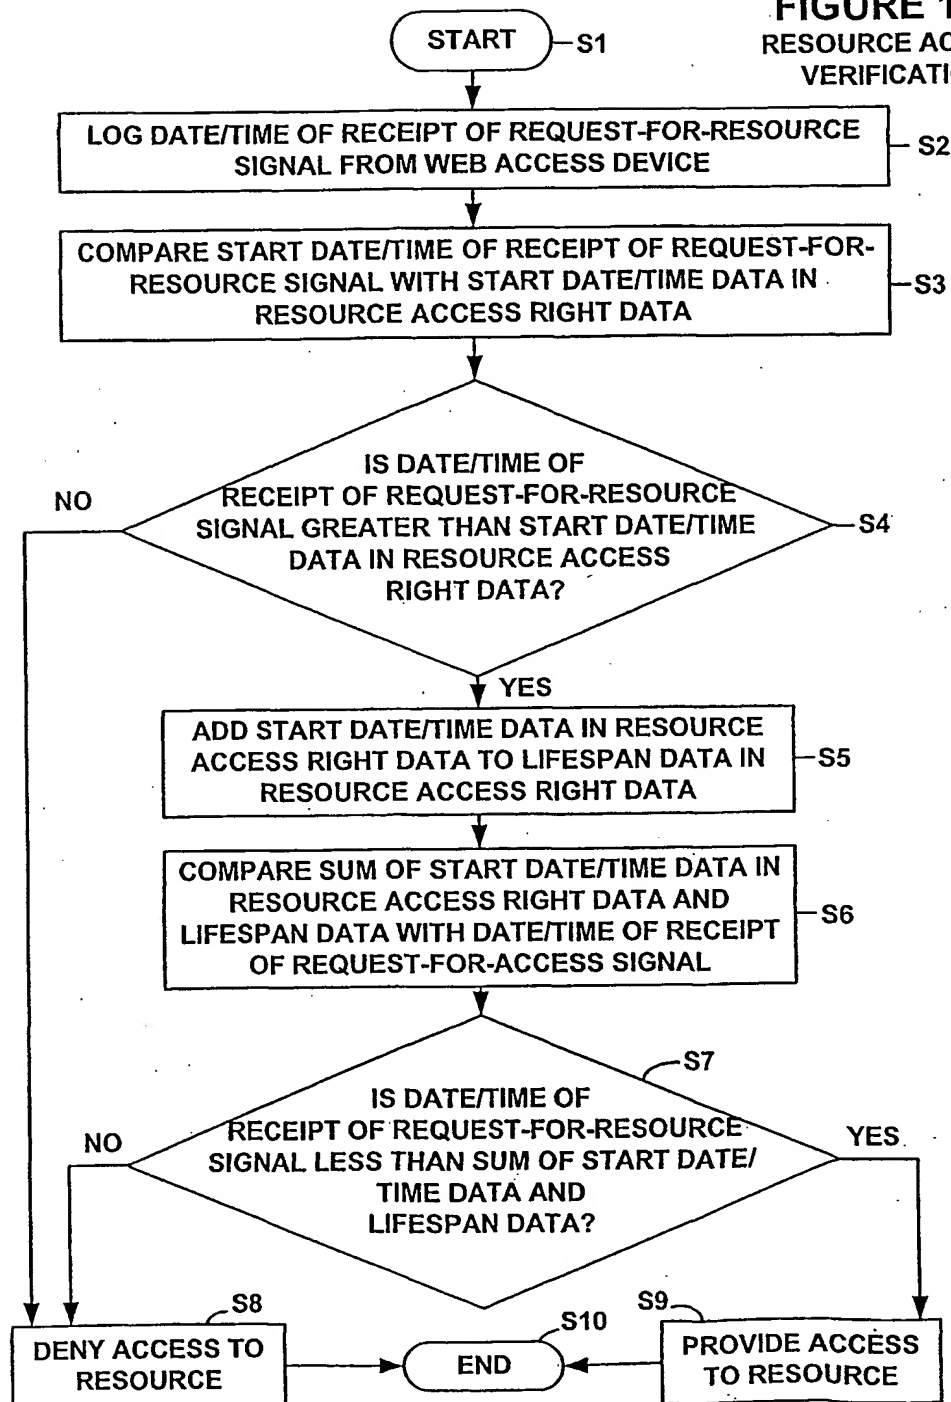 FIGURE 1
RESOURCE AC
VERIFICATI
START
S1
LOG DATE/TIME OF RECEIPT OF REQUEST-FOR-RESOURCE
SIGNAL FROM WEB ACCESS DEVICE
S2
COMPARE START DATE/TIME OF RECEIPT OF REQUEST-FOR-
RESOURCE SIGNAL WITH START DATE/TIME DATA IN
RESOURCE ACCESS RIGHT DATA
S3
IS DATE/TIME OF
RECEIPT OF REQUEST-FOR-RESOURCE
SIGNAL GREATER THAN START DATE/TIME
DATA IN RESOURCE ACCESS
RIGHT DATA?
S4
NO
YES
ADD START DATE/TIME DATA IN RESOURCE
ACCESS RIGHT DATA TO LIFESPAN DATA IN
RESOURCE ACCESS RIGHT DATA
S5
COMPARE SUM OF START DATE/TIME DATA IN
RESOURCE ACCESS RIGHT DATA AND
LIFESPAN DATA WITH DATE/TIME OF RECEIPT
OF REQUEST-FOR-ACCESS SIGNAL
S6
S7
IS DATE/TIME OF
RECEIPT OF REQUEST-FOR-RESOURCE
SIGNAL LESS THAN SUM OF START DATE/
TIME DATA AND
LIFESPAN DATA?
NO
YES
S8
DENY ACCESS TO
RESOURCE
S10
END
S9
PROVIDE ACCESS
TO RESOURCE